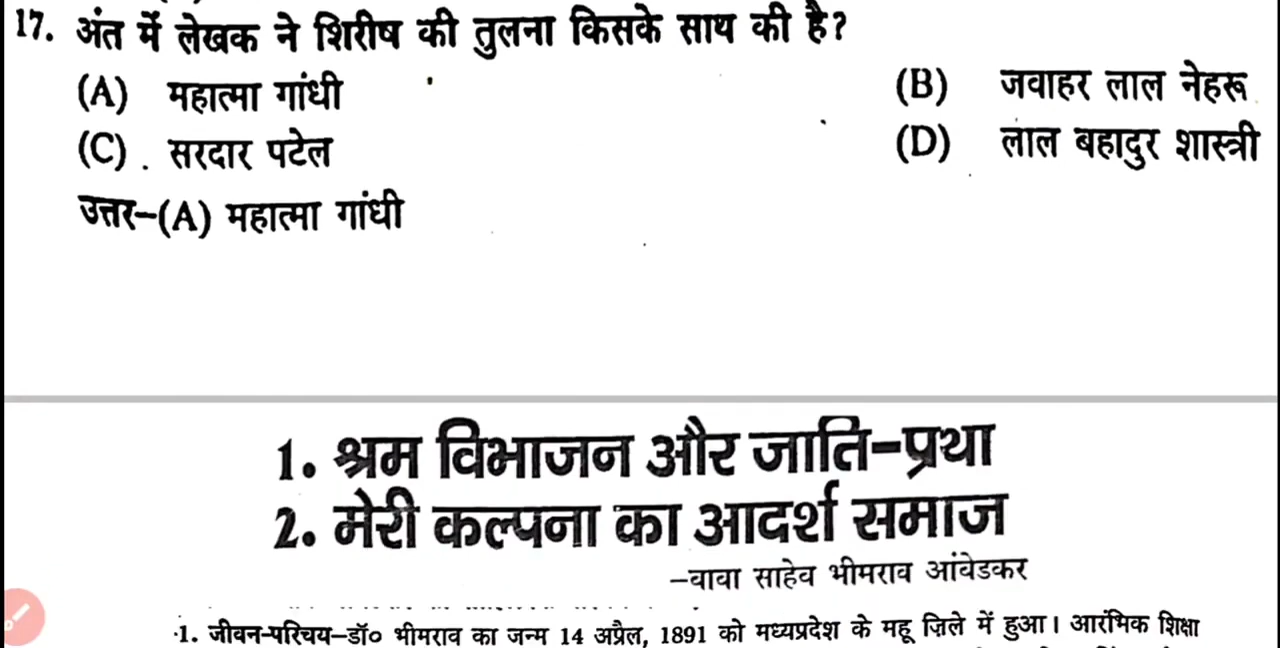 17. अंत में लेखक ने शिरीष की तुलना किसके साथ की है?
(A) महात्मा गांधी (B) जवाहर लाल नेहरू
(C) . सरदार पटेल (D) लाल बहादुर शास्त्री
उत्तर–(A) महात्मा गांधी
1. श्रम विभाजन और जाति-प्रथा
2. मेरी कल्पना का आदर्श समाज
–बाबा साहेव भीमराव आंबेडकर
1. जीवन-परिचय–डॉ० भीमराव का जन्म 14 अप्रैल, 1891 को मध्यप्रदेश के महू ज़िले में हुआ। आरंभिक शिक्षा